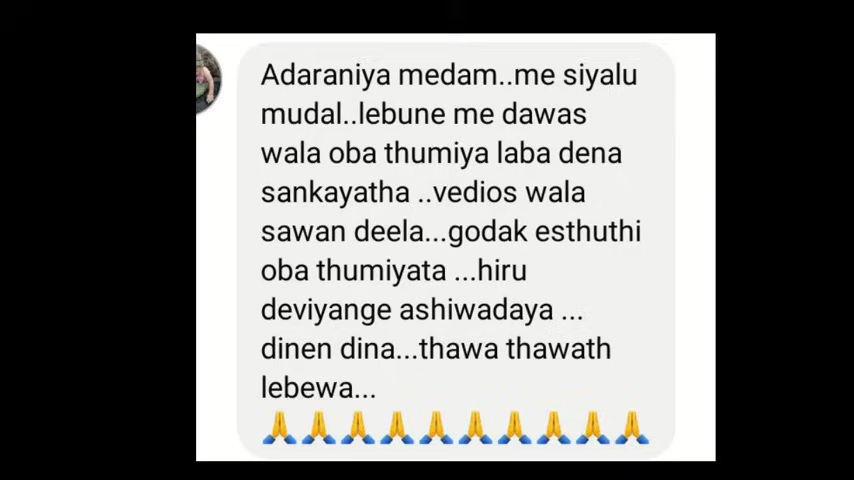 Adaraniya medam..me siyalu
mudal..lebune me dawas
wala oba thumiya laba dena
sankayatha ..vedios wala
sawan deela...godak esthuthi
oba thumiyata ...hiru
deviyange ashiwadaya ...
dinen dina...thawa thawath
lebewa...
🙏🙏🙏🙏🙏🙏🙏🙏🙏🙏